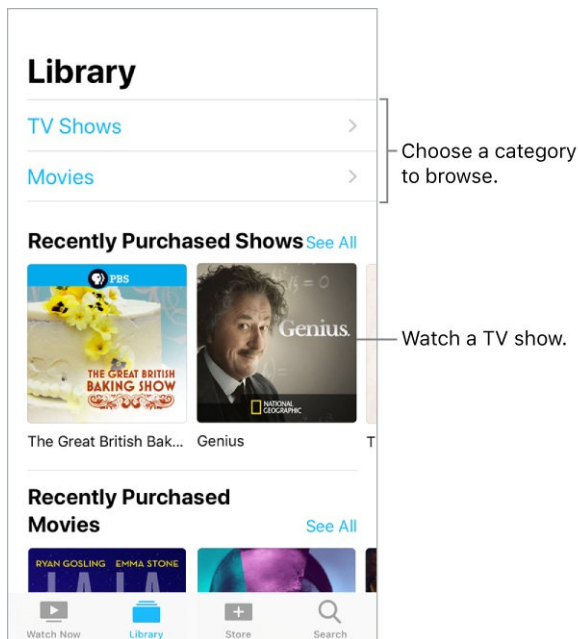 Library
TV Shows
Movies
Choose a category
to browse.
Recently Purchased Shows See All
PBS
THE GREAT BRITISH
BAKING SHOW
Genius.
NATIONAL
GEOGRAPHIC
Watch a TV show.
The Great British Bak... Genius T
Recently Purchased
Movies See All
RYAN GOSLING EMMA STONE
LA LA
Watch Now Library Store Search